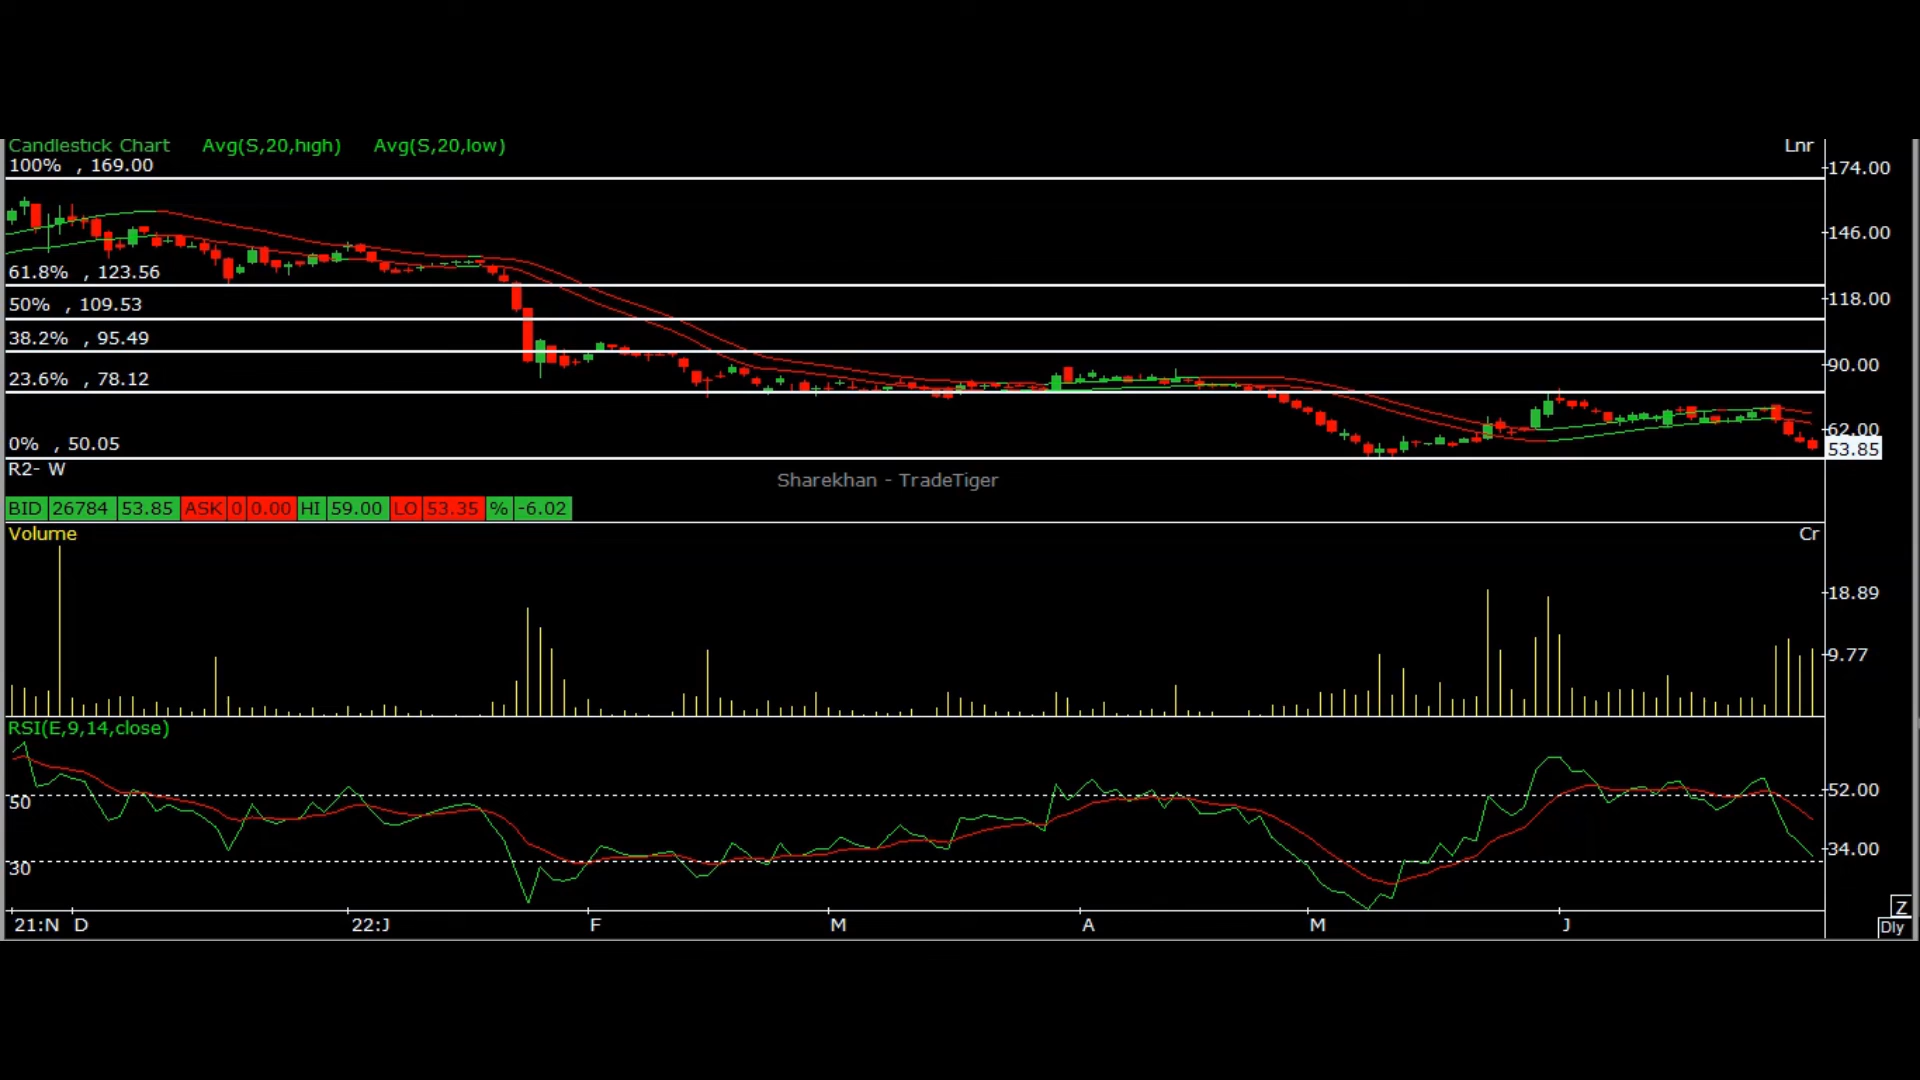 Candlestick Chart Avg(S,20,high) Avg(S,20,low) Lnr
100% , 169.00
174.00
146.00
61.8% , 123.56
118.00
50% , 109.53
38.2% , 95.49
90.00
23.6% , 78.12
62.00
0% , 50.05
53.85
R2- W
Sharekhan - TradeTiger
BID 26784 53.85 ASK 0 0.00 HI 59.00 LO 53.35 % -6.02
Volume Cr
18.89
9.77
RSI(E,9,14,close)
52.00
50
34.00
30
Z
21:N D 22:J F M A M J Dly